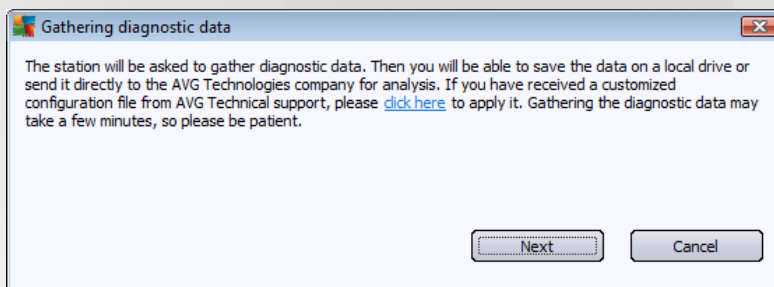 Gathering diagnostic data
The station will be asked to gather diagnostic data. Then you will be able to save the data on a local drive or
send it directly to the AVG Technologies company for analysis. If you have received a customized
configuration file from AVG Technical support, please click here to apply it. Gathering the diagnostic data may
take a few minutes, so please be patient.
Next
Cancel